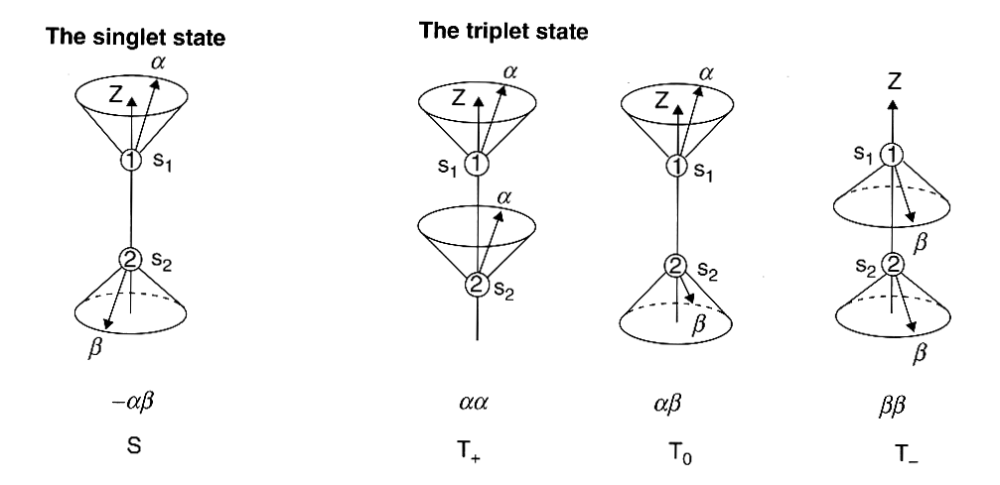 The singlet state
The triplet state
α
Z
1 s₁
2 s₂
β
−αβ
S
α
Z
s₁ 1
α
2 s₂
αα
T₊
α
Z
1 s₁
2 s₂
β
αβ
T₀
Z
s₁ 1
β
s₂ 2
β
ββ
T₋